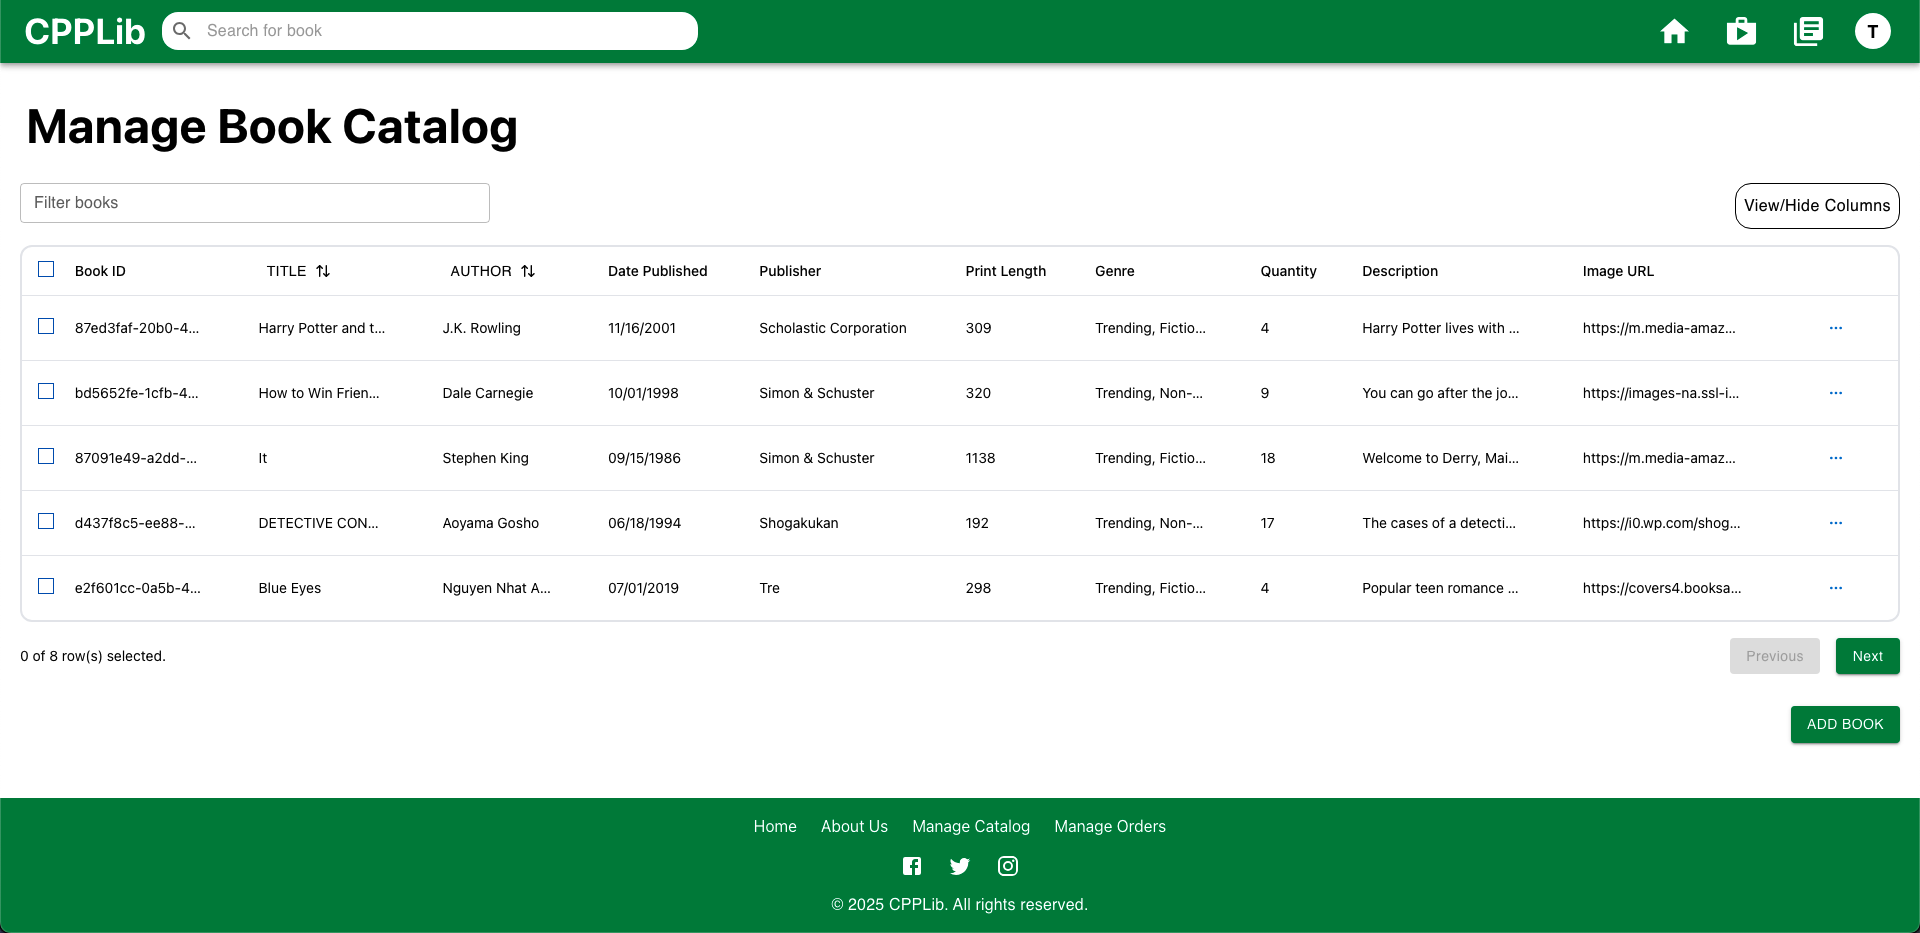 CPPLib Search for book T
Manage Book Catalog
Filter books
View/Hide Columns
Book ID TITLE AUTHOR Date Published Publisher Print Length Genre Quantity Description Image URL
87ed3faf-20b0-4... Harry Potter and t... J.K. Rowling 11/16/2001 Scholastic Corporation 309 Trending, Fictio... 4 Harry Potter lives with ... https://m.media-amaz... ...
bd5652fe-1cfb-4... How to Win Frien... Dale Carnegie 10/01/1998 Simon & Schuster 320 Trending, Non-... 9 You can go after the jo... https://images-na.ssl-i... ...
87091e49-a2dd-... It Stephen King 09/15/1986 Simon & Schuster 1138 Trending, Fictio... 18 Welcome to Derry, Mai... https://m.media-amaz... ...
d437f8c5-ee88-... DETECTIVE CON... Aoyama Gosho 06/18/1994 Shogakukan 192 Trending, Non-... 17 The cases of a detecti... https://i0.wp.com/shog... ...
e2f601cc-0a5b-4... Blue Eyes Nguyen Nhat A... 07/01/2019 Tre 298 Trending, Fictio... 4 Popular teen romance ... https://covers4.booksa... ...
0 of 8 row(s) selected. Previous Next
ADD BOOK
Home About Us Manage Catalog Manage Orders
© 2025 CPPLib. All rights reserved.